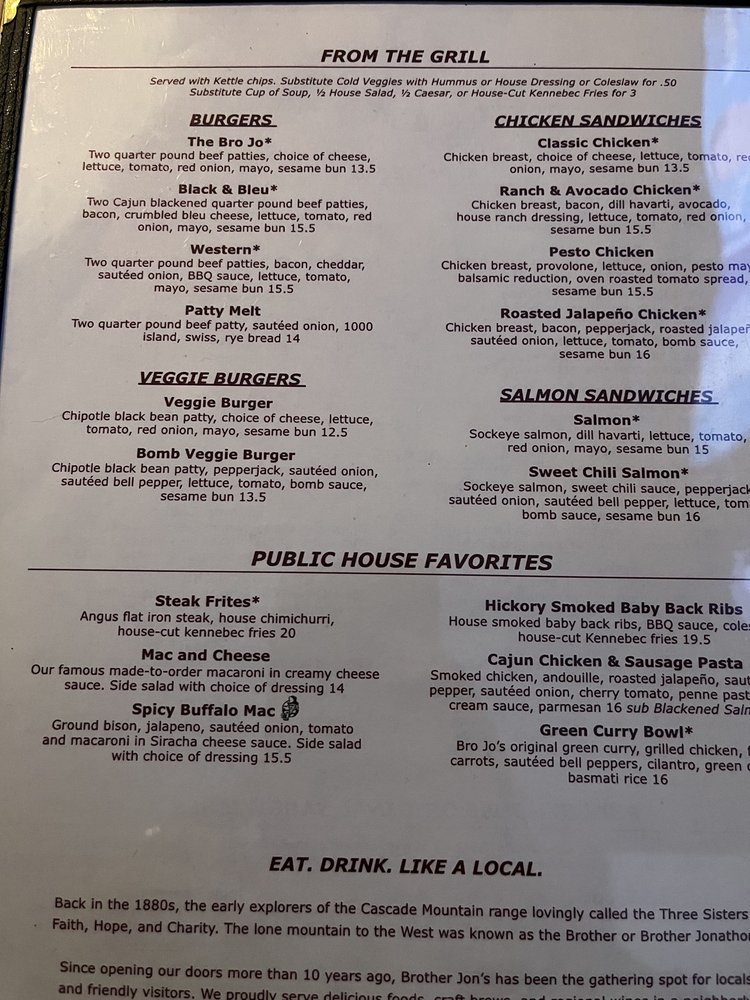 FROM THE GRILL
Served with Kettle chips. Substitute Cold Veggies with Hummus or House Dressing or Coleslaw for .50
Substitute Cup of Soup, ½ House Salad, ½ Caesar, or House-Cut Kennebec Fries for 3
BURGERS
The Bro Jo*
Two quarter pound beef patties, choice of cheese,
lettuce, tomato, red onion, mayo, sesame bun 13.5
Black & Bleu*
Two Cajun blackened quarter pound beef patties,
bacon, crumbled bleu cheese, lettuce, tomato, red
onion, mayo, sesame bun 15.5
Western*
Two quarter pound beef patties, bacon, cheddar,
sautéed onion, BBQ sauce, lettuce, tomato,
mayo, sesame bun 15.5
Patty Melt
Two quarter pound beef patty, sautéed onion, 1000
island, swiss, rye bread 14
VEGGIE BURGERS
Veggie Burger
Chipotle black bean patty, choice of cheese, lettuce,
tomato, red onion, mayo, sesame bun 12.5
Bomb Veggie Burger
Chipotle black bean patty, pepperjack, sautéed onion,
sautéed bell pepper, lettuce, tomato, bomb sauce,
sesame bun 13.5
CHICKEN SANDWICHES
Classic Chicken*
Chicken breast, choice of cheese, lettuce, tomato,
onion, mayo, sesame bun 13.5
Ranch & Avocado Chicken*
Chicken breast, bacon, dill havarti, avocado,
house ranch dressing, lettuce, tomato, red onion,
sesame bun 15.5
Pesto Chicken
Chicken breast, provolone, lettuce, onion, pesto
balsamic reduction, oven roasted tomato spread,
sesame bun 15.5
Roasted Jalapeño Chicken*
Chicken breast, bacon, pepperjack, roasted
sautéed onion, lettuce, tomato, bomb sauce,
sesame bun 16
SALMON SANDWICHES
Salmon*
Sockeye salmon, dill havarti, lettuce, tomato,
red onion, mayo, sesame bun 15
Sweet Chili Salmon*
Sockeye salmon, sweet chili sauce, pepperjack
sautéed onion, sautéed bell pepper, lettuce,
bomb sauce, sesame bun 16
PUBLIC HOUSE FAVORITES
Steak Frites*
Angus flat iron steak, house chimichurri,
house-cut kennebec fries 20
Mac and Cheese
Our famous made-to-order macaroni in creamy cheese
sauce. Side salad with choice of dressing 14
Spicy Buffalo Mac
Ground bison, jalapeno, sautéed onion, tomato
and macaroni in Siracha cheese sauce. Side salad
with choice of dressing 15.5
Hickory Smoked Baby Back Ribs
House smoked baby back ribs, BBQ sauce,
house-cut Kennebec fries 19.5
Cajun Chicken & Sausage Pasta
Smoked chicken, andouille, roasted jalapeño,
pepper, sautéed onion, cherry tomato, penne
cream sauce, parmesan 16 sub Blackened
Green Curry Bowl*
Bro Jo's original green curry, grilled chicken,
carrots, sautéed bell peppers, cilantro, green
basmati rice 16
EAT. DRINK. LIKE A LOCAL.
Back in the 1880s, the early explorers of the Cascade Mountain range lovingly called the Three Sisters
Faith, Hope, and Charity. The lone mountain to the West was known as the Brother or Brother
Since opening our doors more than 10 years ago, Brother Jon's has been the gathering spot for locals
and friendly visitors. We proudly serve delicious foods, craft brews, and regional wines in a